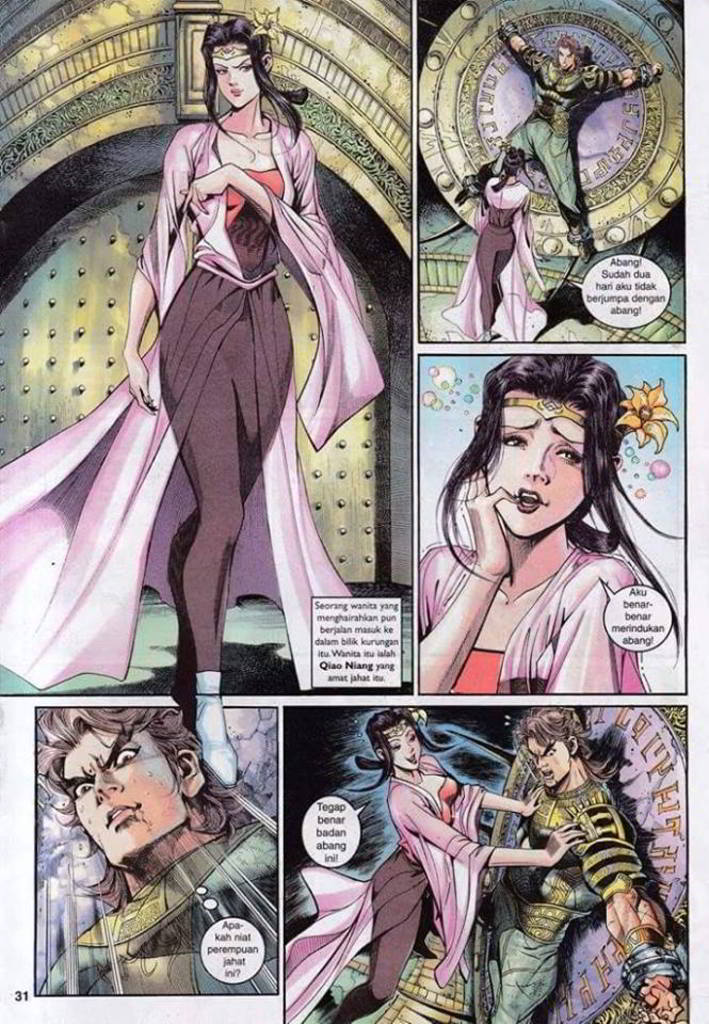 Seorang wanita yang
menghairahkan pun
berjalan masuk ke
dalam bilik kurungan
itu. Wanita itu ialah
Qiao Niang yang
amat jahat itu.
Abang!
Sudah dua
hari aku tidak
berjumpa dengan
abang!
Aku
benar-
benar
merindukan
abang!
Apa-
kah niat
perempuan
jahat
ini?
Tegap
benar
badan
abang
ini!
31